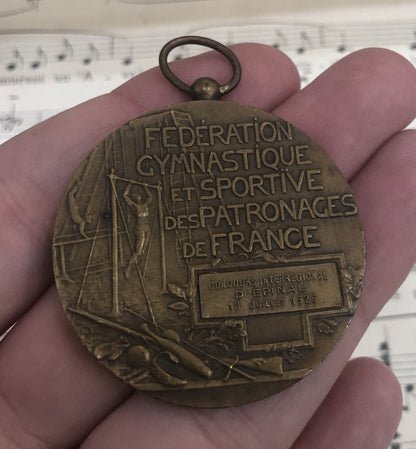 FÉDÉRATION
GYMNASTIQUE
ET SPORTIVE
DES PATRONAGES
DE FRANCE
CONCOURS INTERRÉGIONAL
D'EPINAL
JUILLET